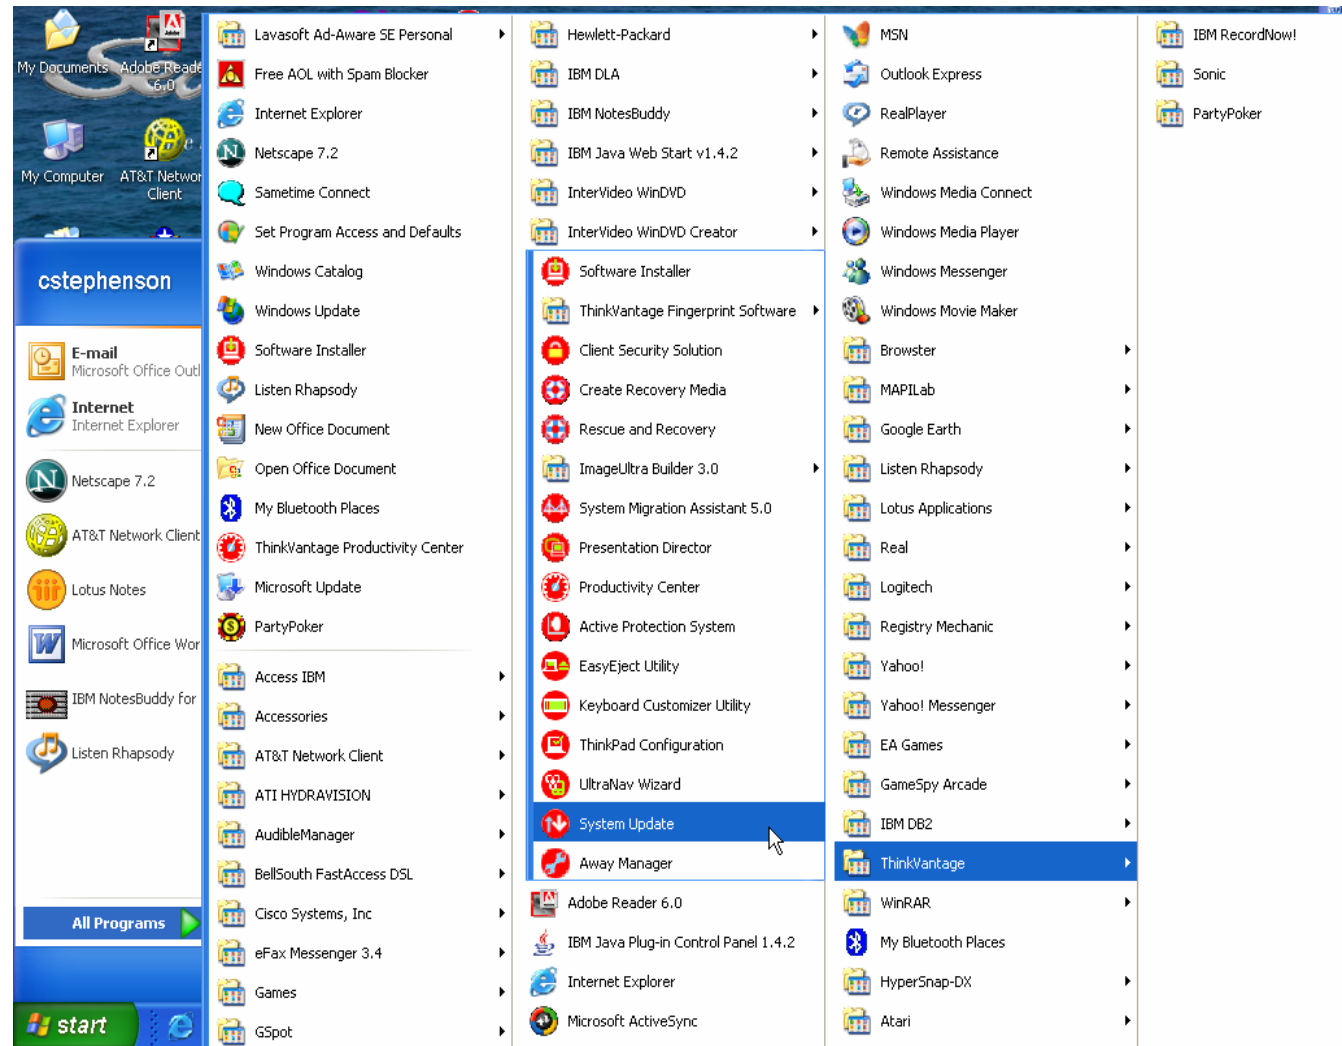 My Documents
Adobe Reade
6.0
My Computer
AT&T Networ
Client
cstephenson
E-mail
Microsoft Office Outl
Internet
Internet Explorer
Netscape 7.2
AT&T Network Client
Lotus Notes
Microsoft Office Wor
IBM NotesBuddy for
Listen Rhapsody
All Programs
start
Lavasoft Ad-Aware SE Personal
Free AOL with Spam Blocker
Internet Explorer
Netscape 7.2
Sametime Connect
Set Program Access and Defaults
Windows Catalog
Windows Update
Software Installer
Listen Rhapsody
New Office Document
Open Office Document
My Bluetooth Places
ThinkVantage Productivity Center
Microsoft Update
PartyPoker
Access IBM
Accessories
AT&T Network Client
ATI HYDRAVISION
AudibleManager
BellSouth FastAccess DSL
Cisco Systems, Inc
eFax Messenger 3.4
Games
GSpot
Hewlett-Packard
IBM DLA
IBM NotesBuddy
IBM Java Web Start v1.4.2
InterVideo WinDVD
InterVideo WinDVD Creator
Software Installer
ThinkVantage Fingerprint Software
Client Security Solution
Create Recovery Media
Rescue and Recovery
ImageUltra Builder 3.0
System Migration Assistant 5.0
Presentation Director
Productivity Center
Active Protection System
EasyEject Utility
Keyboard Customizer Utility
ThinkPad Configuration
UltraNav Wizard
System Update
Away Manager
Adobe Reader 6.0
IBM Java Plug-in Control Panel 1.4.2
Internet Explorer
Microsoft ActiveSync
MSN
Outlook Express
RealPlayer
Remote Assistance
Windows Media Connect
Windows Media Player
Windows Messenger
Windows Movie Maker
Browster
MAPILab
Google Earth
Listen Rhapsody
Lotus Applications
Real
Logitech
Registry Mechanic
Yahoo!
Yahoo! Messenger
EA Games
GameSpy Arcade
IBM DB2
ThinkVantage
WinRAR
My Bluetooth Places
HyperSnap-DX
Atari
IBM RecordNow!
Sonic
PartyPoker